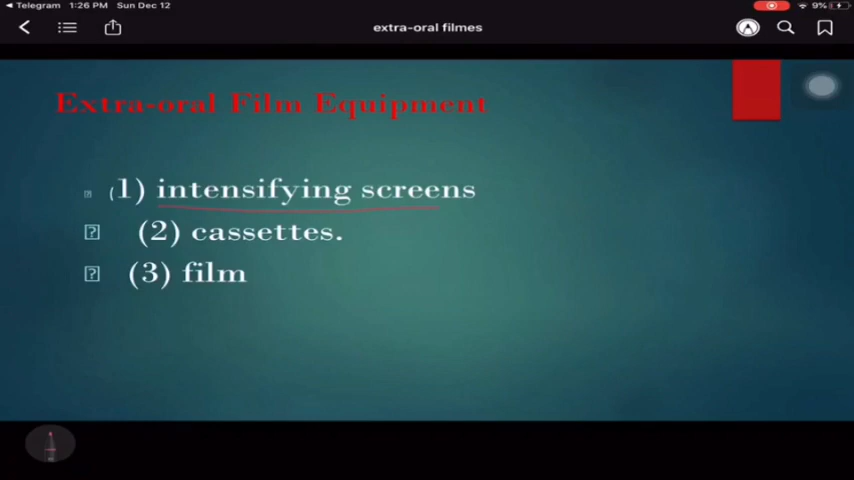 Telegram 1:26 PM Sun Dec 12 9%
extra-oral filmes
Extra-oral Film Equipment
(1) intensifying screens
(2) cassettes.
(3) film